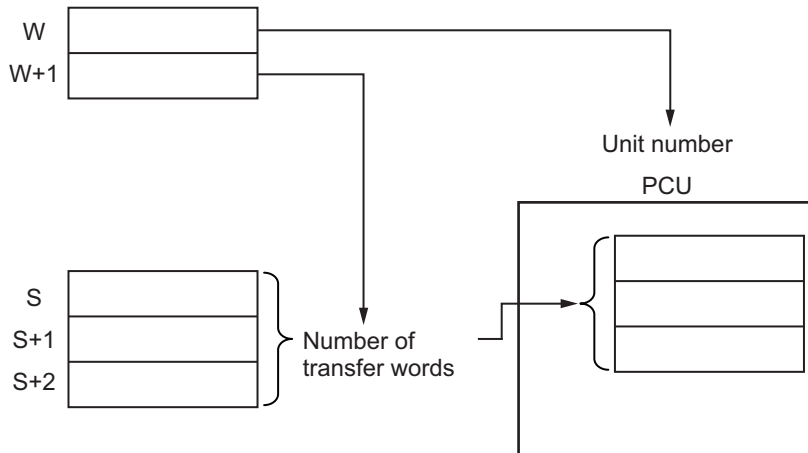 W
W+1
Unit number
PCU
S
S+1
S+2
Number of
transfer words